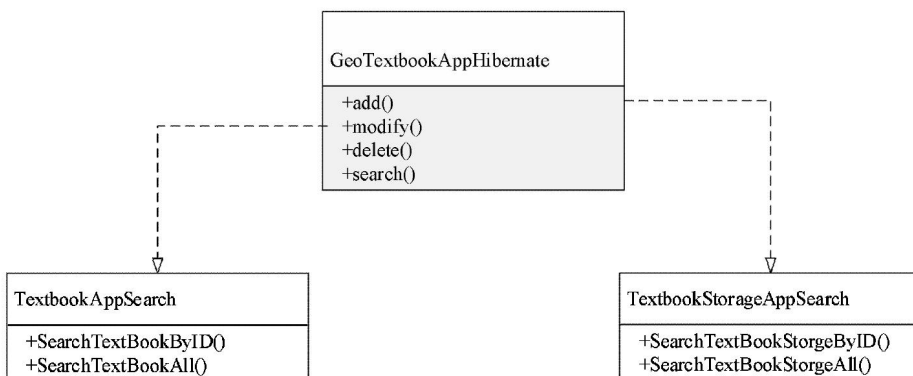 GeoTextbookAppHibernate
+add()
+modify()
+delete()
+search()
TextbookAppSearch
+SearchTextBookByID()
+SearchTextBookAll()
TextbookStorageAppSearch
+SearchTextBookStorgeByID()
+SearchTextBookStorgeAll()